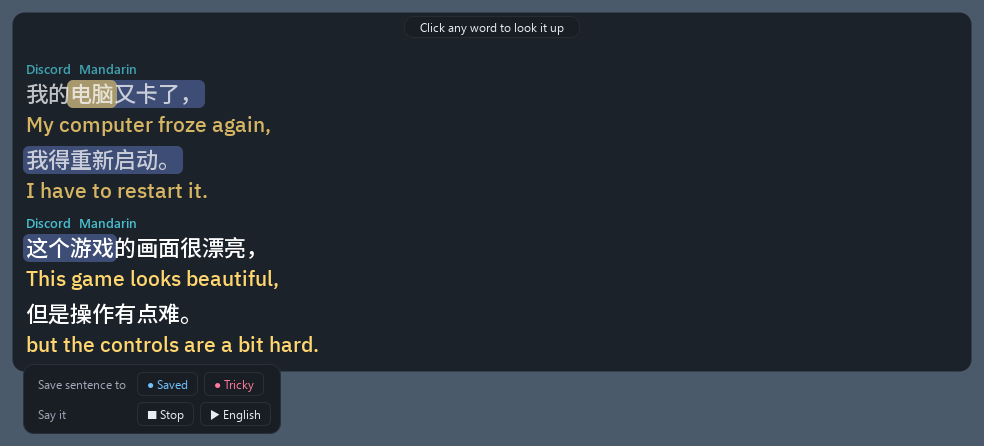 Click any word to look it up
Discord Mandarin
我的电脑又卡了，
My computer froze again,
我得重新启动。
I have to restart it.
Discord Mandarin
这个游戏的画面很漂亮，
This game looks beautiful,
但是操作有点难。
but the controls are a bit hard.
Save sentence to ● Saved ● Tricky
Say it ■ Stop ▶ English